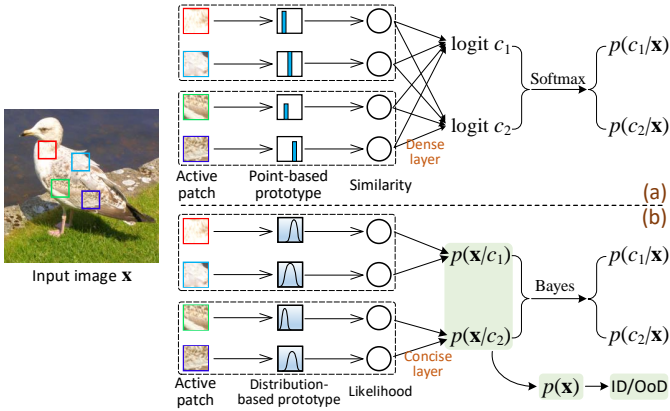 logit c₁
logit c₂
Softmax
p(c₁/x)
p(c₂/x)
Dense
layer
Active
patch
Point-based
prototype
Similarity
(a)
(b)
Input image x
p(x/c₁)
p(x/c₂)
Bayes
p(c₁/x)
p(c₂/x)
Concise
layer
p(x)
ID/OoD
Active
patch
Distribution-
based prototype
Likelihood